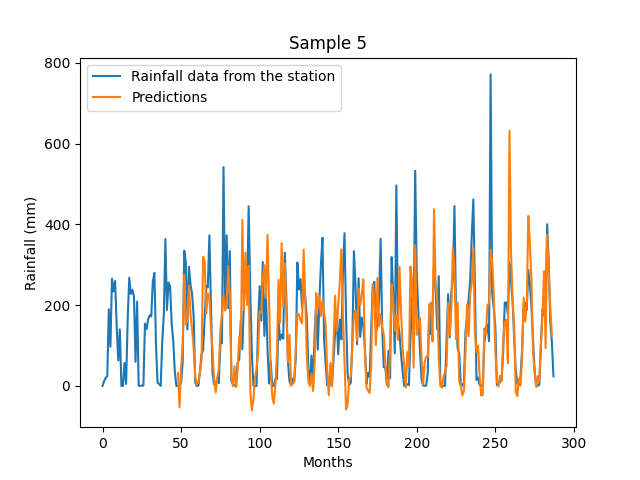 Sample 5
Rainfall data from the station
Predictions
Rainfall (mm)
800
600
400
200
0
0 50 100 150 200 250 300
Months